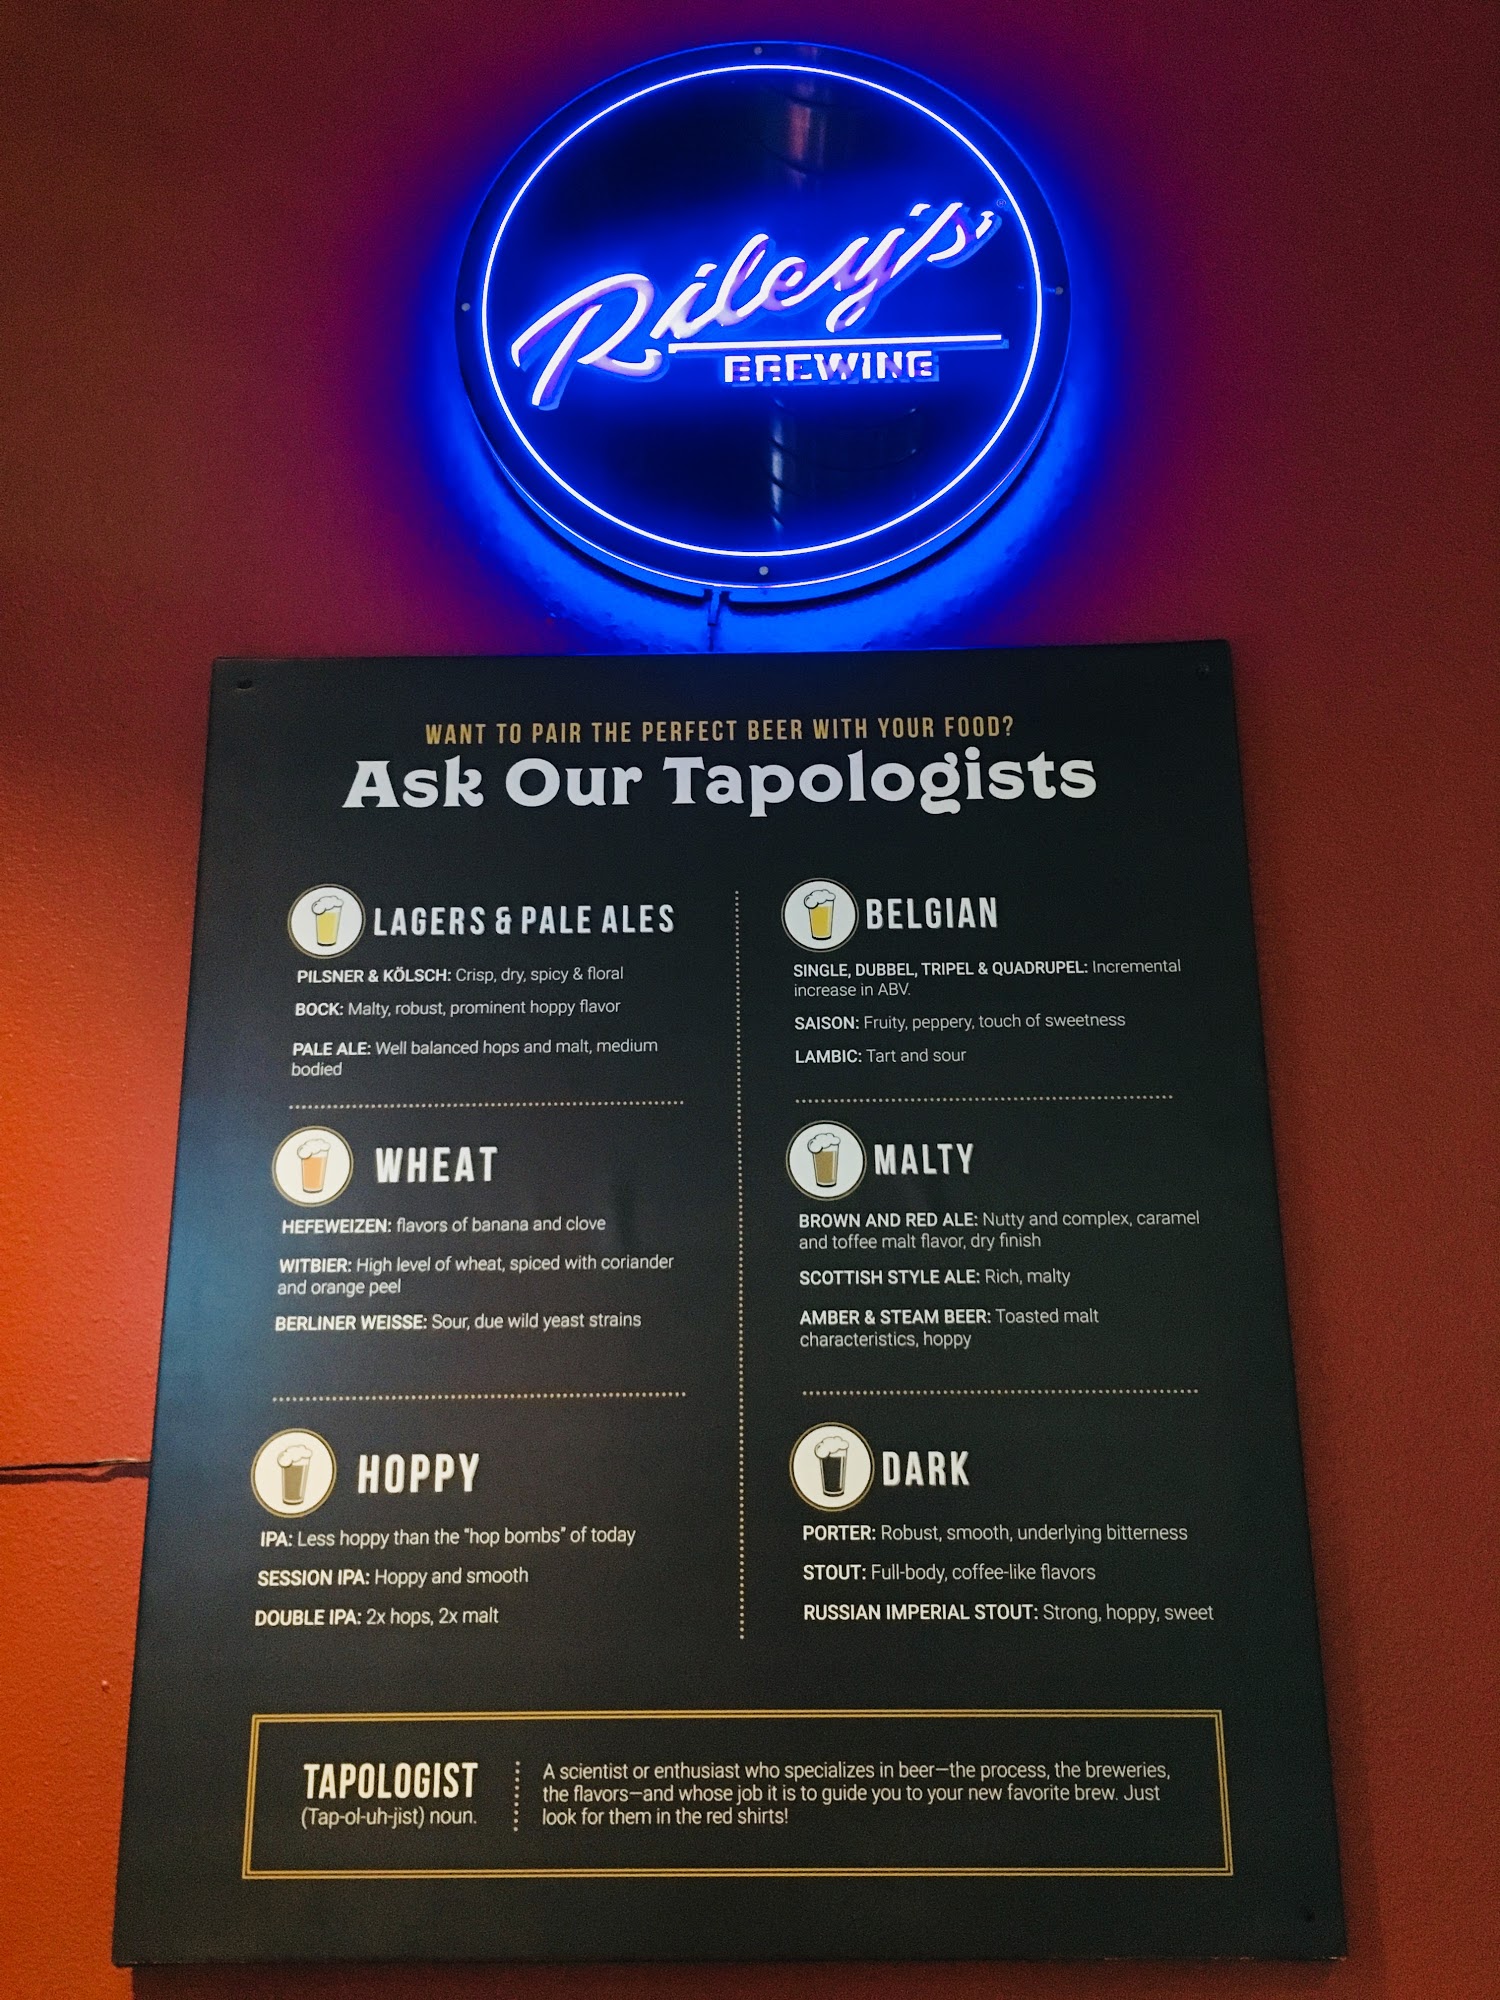 Riley's
BREWING
WANT TO PAIR THE PERFECT BEER WITH YOUR FOOD?
Ask Our Tapologists
LAGERS & PALE ALES
PILSNER & KÖLSCH: Crisp, dry, spicy & floral
BOCK: Malty, robust, prominent hoppy flavor
PALE ALE: Well balanced hops and malt, medium
bodied
WHEAT
HEFEWEIZEN: flavors of banana and clove
WITBIER: High level of wheat, spiced with coriander
and orange peel
BERLINER WEISSE: Sour, due wild yeast strains
HOPPY
IPA: Less hoppy than the “hop bombs” of today
SESSION IPA: Hoppy and smooth
DOUBLE IPA: 2x hops, 2x malt
BELGIAN
SINGLE, DUBBEL, TRIPEL & QUADRUPEL: Incremental
increase in ABV.
SAISON: Fruity, peppery, touch of sweetness
LAMBIC: Tart and sour
MALTY
BROWN AND RED ALE: Nutty and complex, caramel
and toffee malt flavor, dry finish
SCOTTISH STYLE ALE: Rich, malty
AMBER & STEAM BEER: Toasted malt
characteristics, hoppy
DARK
PORTER: Robust, smooth, underlying bitterness
STOUT: Full-body, coffee-like flavors
RUSSIAN IMPERIAL STOUT: Strong, hoppy, sweet
TAPOLOGIST
(Tap-ol-uh-jist) noun.
A scientist or enthusiast who specializes in beer—the process, the breweries,
the flavors—and whose job it is to guide you to your new favorite brew. Just
look for them in the red shirts!